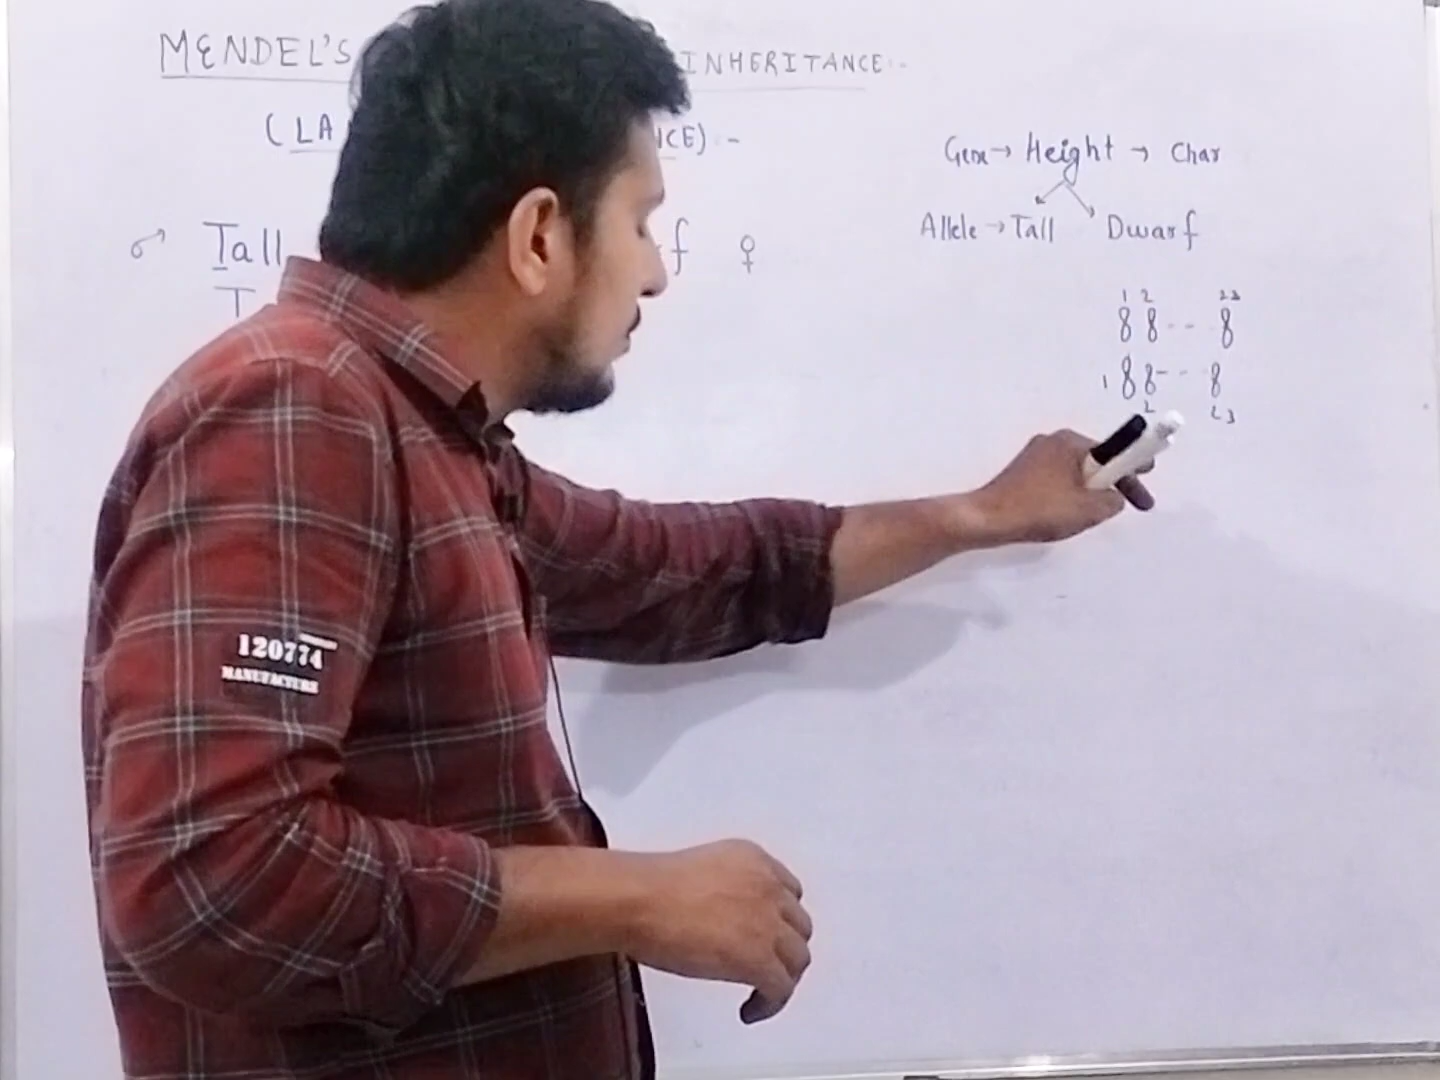 MENDEL'S INHERITANCE:-
(LA NCE):-
♂ Tall f ♀
T
Gene → Height → Char
Allele → Tall Dwarf
1 2 23
8 8 - - 8
1 8 8 - - 8
2 23
120774
MANUFACTURE